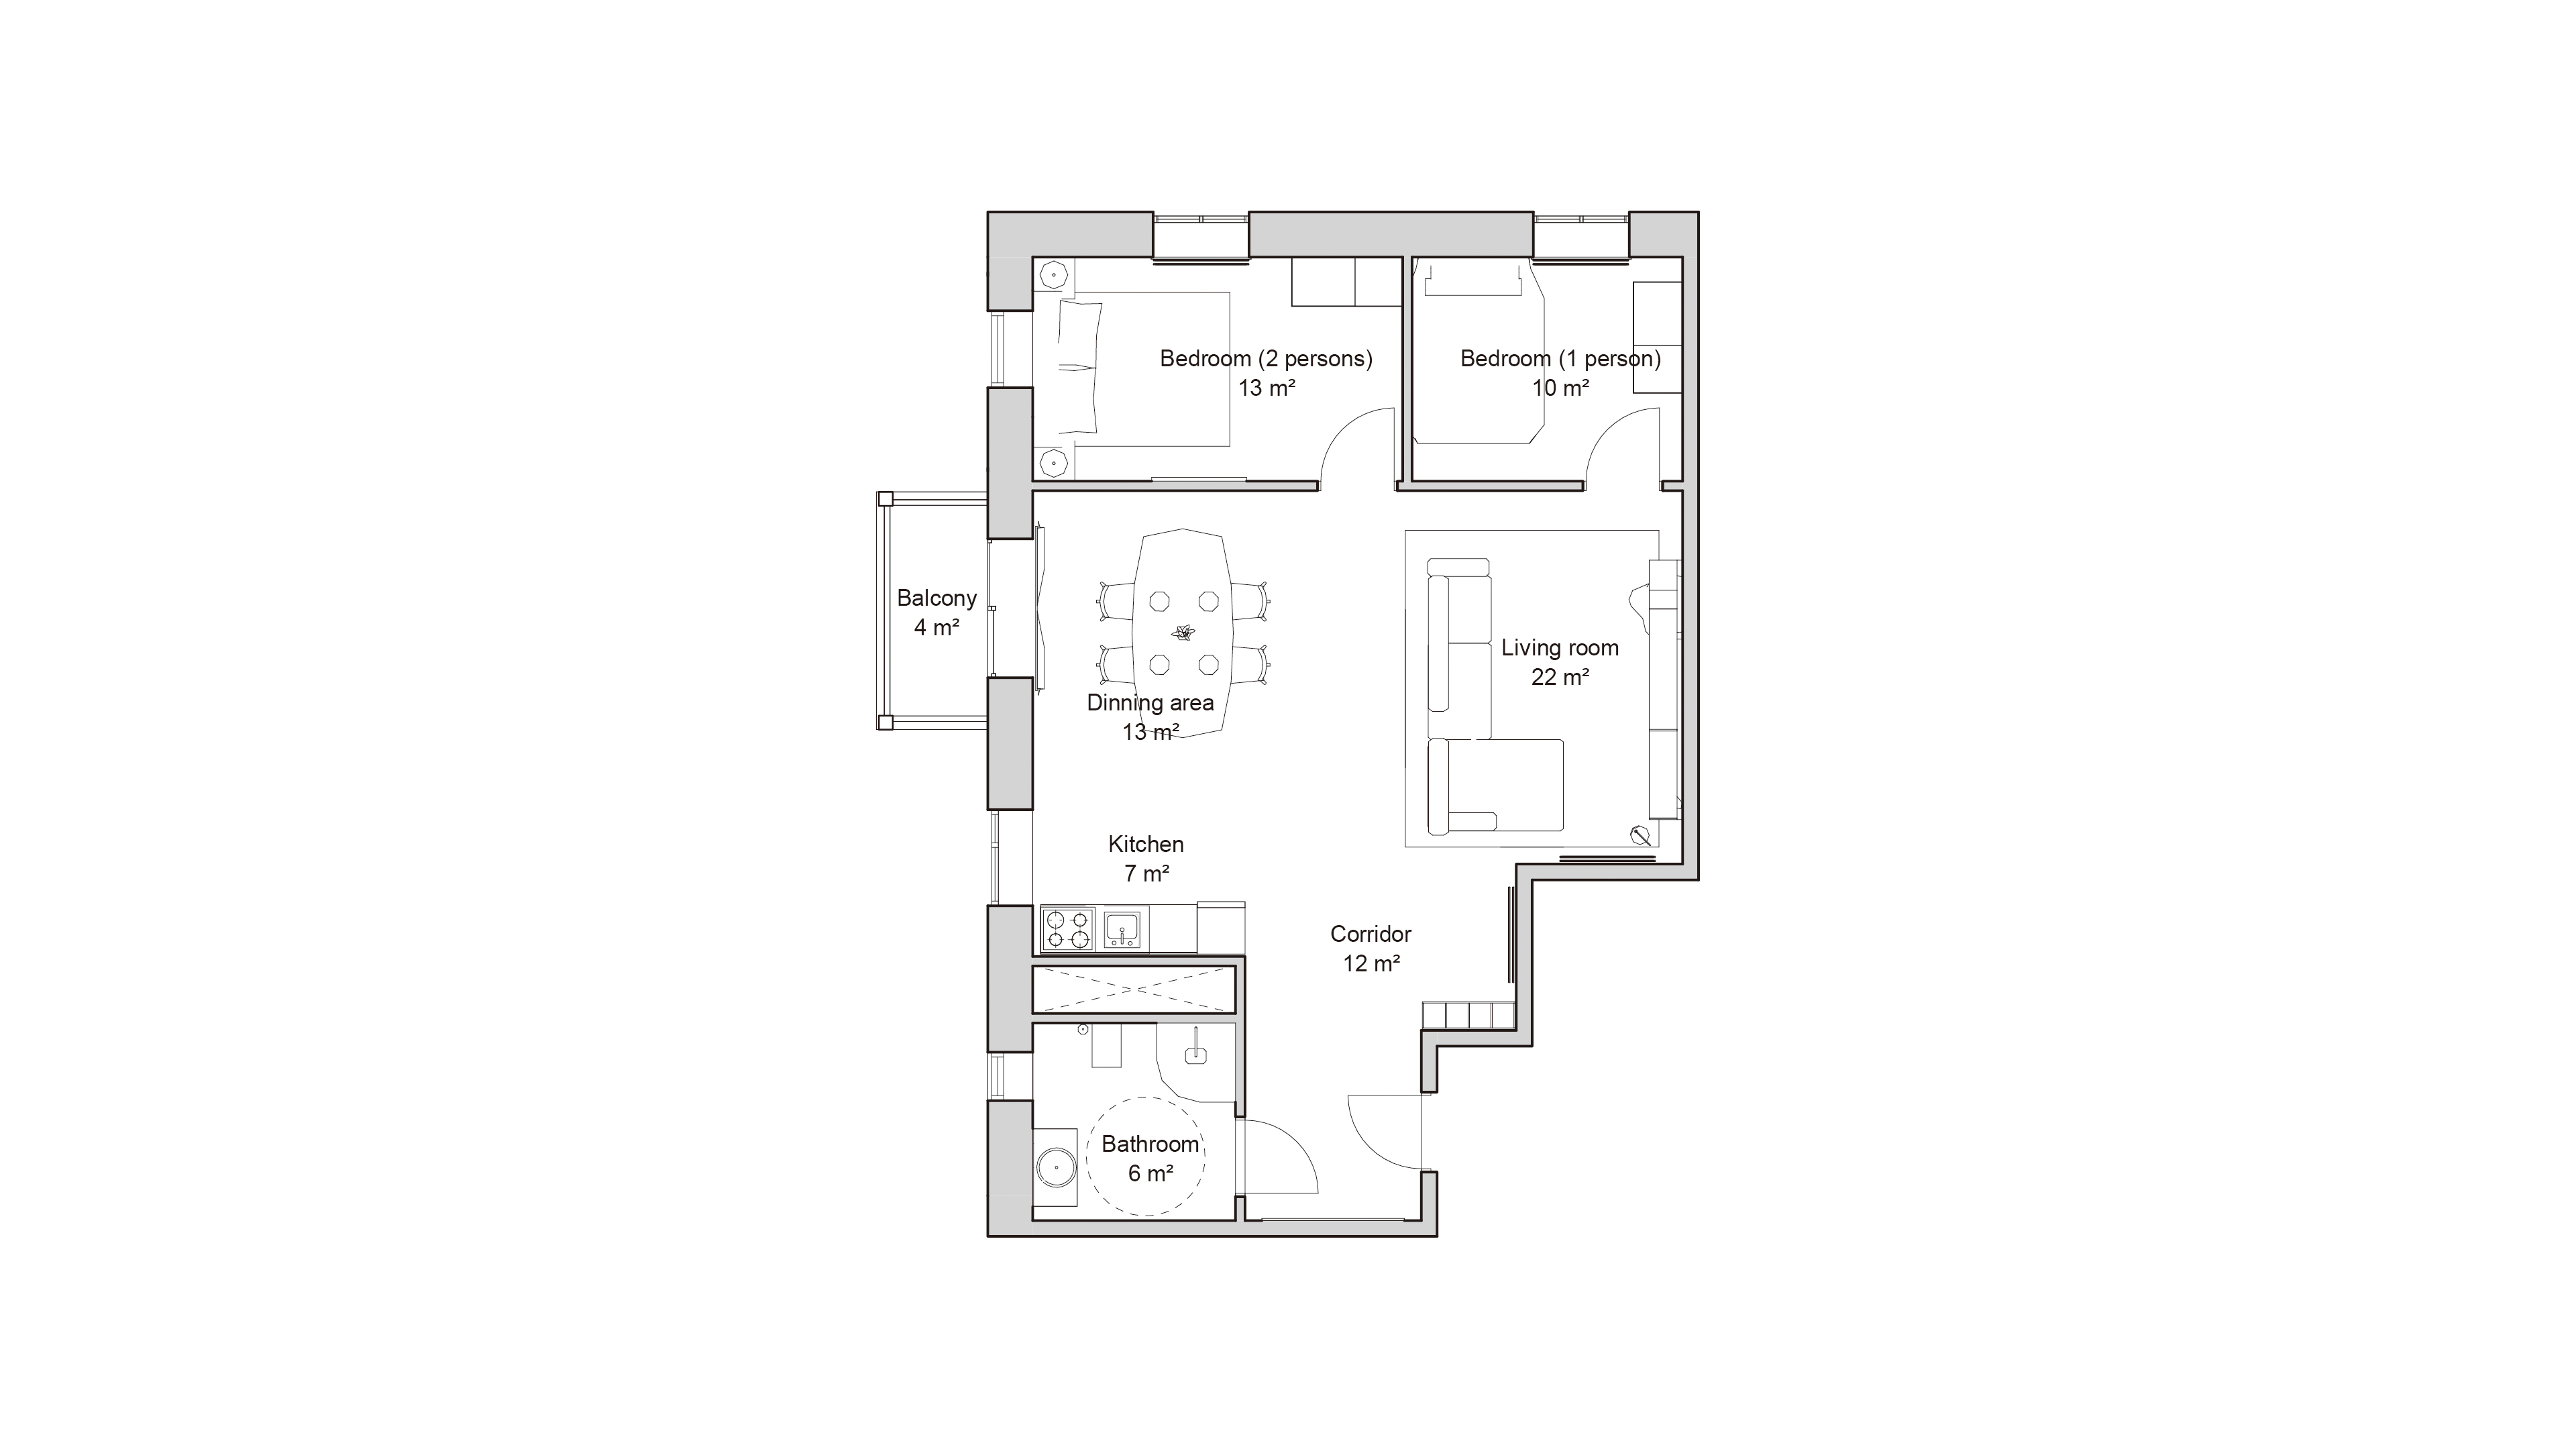 Bedroom (2 persons)
13 m²
Bedroom (1 person)
10 m²
Balcony
4 m²
Living room
22 m²
Dinning area
13 m²
Kitchen
7 m²
Corridor
12 m²
Bathroom
6 m²